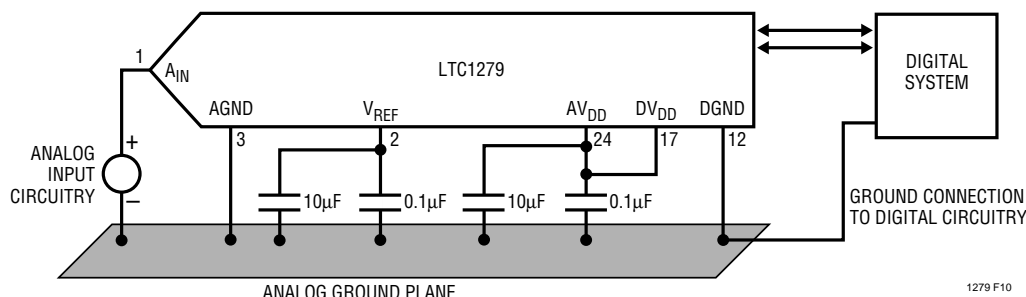 1
A_IN
LTC1279
DIGITAL
SYSTEM
AGND
V_REF
AV_DD
DV_DD
DGND
3
2
24
17
12
+
ANALOG
INPUT
CIRCUITRY
–
10μF
0.1μF
10μF
0.1μF
GROUND CONNECTION
TO DIGITAL CIRCUITRY
ANALOG GROUND PLANE
1279 F10